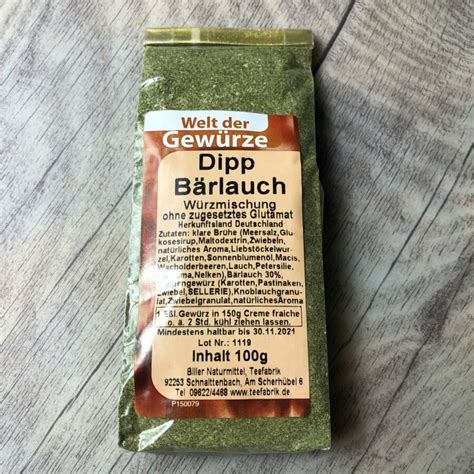 Welt der
Gewürze
Dipp
Bärlauch
Würzmischung
ohne zugesetztes Glutamat
Herkunftsland Deutschland
Zutaten: klare Brühe (Meersalz,Glu-
kosesirup,Maltodextrin,Zwiebeln,
natürliches Aroma,Liebstöckelwur-
zel,Karotten,Sonnenblumenöl,Macis,
Wacholderbeeren,Lauch,Petersilie,
Nelken),Bärlauch 30%,
(Karotten,Pastinaken,
Zwiebel,SELLERIE),Knoblauchgranu-
lat,Zwiebelgranulat,natürlichesAroma
1 Eßl.Gewürz in 150g Creme fraiche
o. ä. 2 Std. kühl ziehen lassen.
Mindestens haltbar bis 30.11.2021
Lot Nr.: 1119
Inhalt 100g
Biller Naturmittel, Teefabrik
92253 Schnaittenbach, Am Scherhübel 6
Tel 09622/4468 www.teefabrik.de
P150079